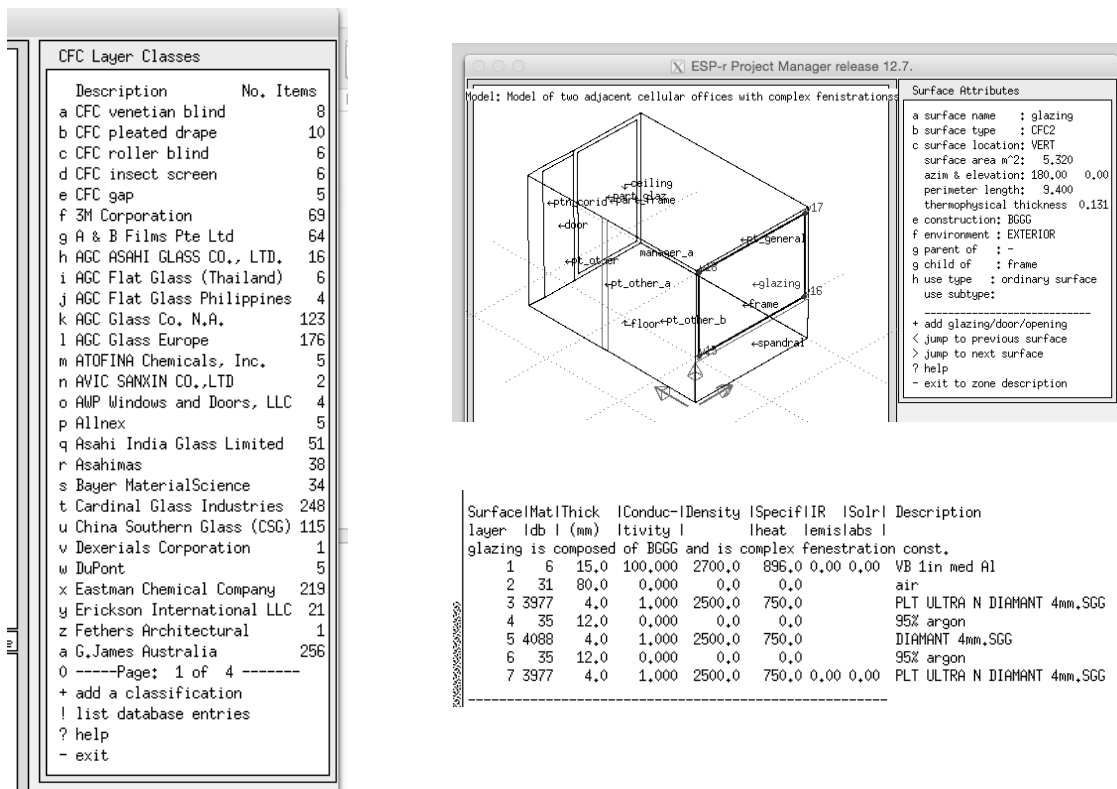 CFC Layer Classes
Description No. Items
a CFC venetian blind 8
b CFC pleated drape 10
c CFC roller blind 6
d CFC insect screen 6
e CFC gap 5
f 3M Corporation 69
g A & B Films Pte Ltd 64
h AGC ASAHI GLASS CO., LTD. 16
i AGC Flat Glass (Thailand) 6
j AGC Flat Glass Philippines 4
k AGC Glass Co. N.A. 123
l AGC Glass Europe 176
m ATOFINA Chemicals, Inc. 5
n AVIC SANXIN CO.,LTD 2
o AWP Windows and Doors, LLC 4
p Allnex 5
q Asahi India Glass Limited 51
r Asahimas 38
s Bayer MaterialScience 34
t Cardinal Glass Industries 248
u China Southern Glass (CSG) 115
v Dexerials Corporation 1
w DuPont 5
x Eastman Chemical Company 219
y Erickson International LLC 21
z Fethers Architectural 1
a G.James Australia 256
0 -----Page: 1 of 4 -------
+ add a classification
! list database entries
? help
- exit
ESP-r Project Manager release 12.7.
Model: Model of two adjacent cellular offices with complex fenistrations
ceiling
part_glaz
ptn_corid
part_frame
door
17
pt_general
pt_other
manager_a
pt_other_a
glazing
16
frame
floor
pt_other_b
spandral
15
Surface Attributes
a surface name : glazing
b surface type : CFC2
c surface location: VERT
surface area m^2: 5.320
azim & elevation: 180.00 0.00
perimeter length: 9.400
thermophysical thickness 0.131
e construction: BGGG
f environment : EXTERIOR
g parent of : -
g child of : frame
h use type : ordinary surface
use subtype:
+ add glazing/door/opening
< jump to previous surface
> jump to next surface
? help
- exit to zone description
Surface|Mat|Thick |Conduc-|Density |Specif|IR |Solr| Description
layer |db | (mm) |tivity | |heat |emis|abs |
glazing is composed of BGGG and is complex fenestration const.
1 6 15.0 100.000 2700.0 896.0 0.00 0.00 VB 1in med Al
2 31 80.0 0.000 0.0 0.0 air
3 3977 4.0 1.000 2500.0 750.0 PLT ULTRA N DIAMANT 4mm.SGG
4 35 12.0 0.000 0.0 0.0 95% argon
5 4088 4.0 1.000 2500.0 750.0 DIAMANT 4mm.SGG
6 35 12.0 0.000 0.0 0.0 95% argon
7 3977 4.0 1.000 2500.0 750.0 0.00 0.00 PLT ULTRA N DIAMANT 4mm.SGG